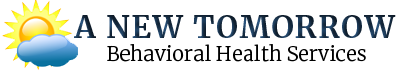 A NEW TOMORROW
Behavioral Health Services